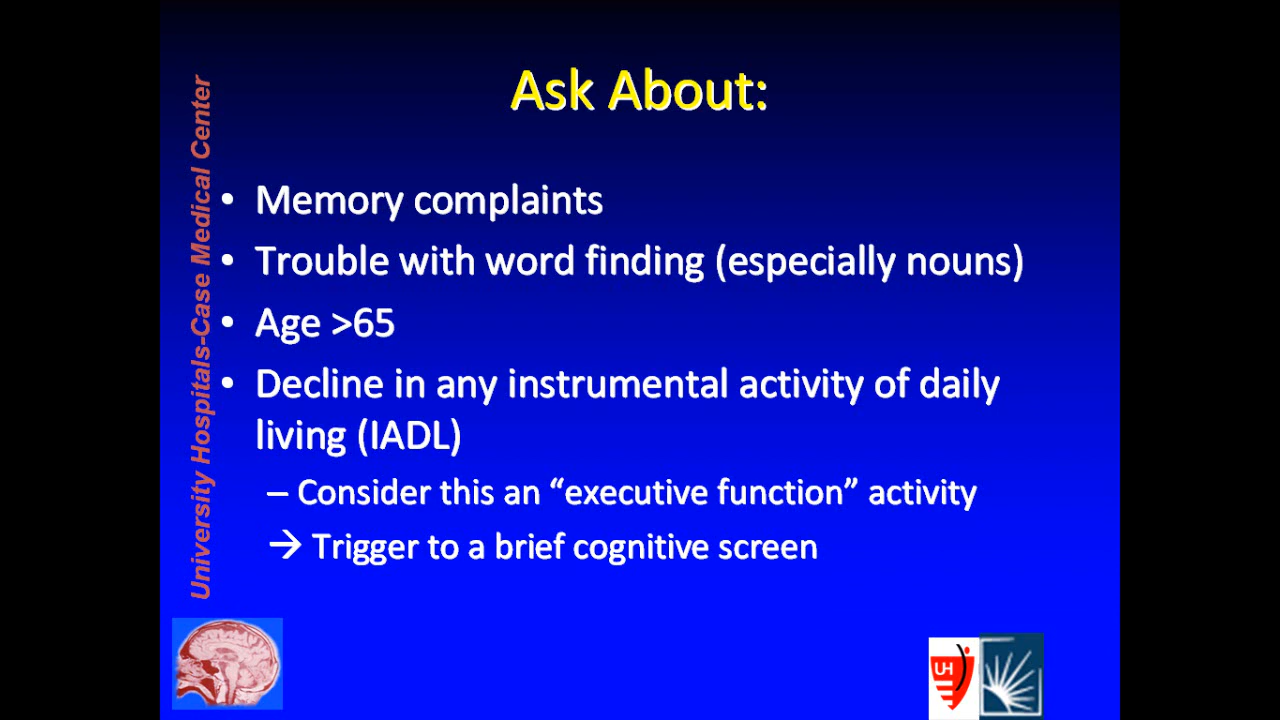 Ask About:
University Hospitals-Case Medical Center
• Memory complaints
• Trouble with word finding (especially nouns)
• Age >65
• Decline in any instrumental activity of daily
living (IADL)
– Consider this an “executive function” activity
→ Trigger to a brief cognitive screen
UH